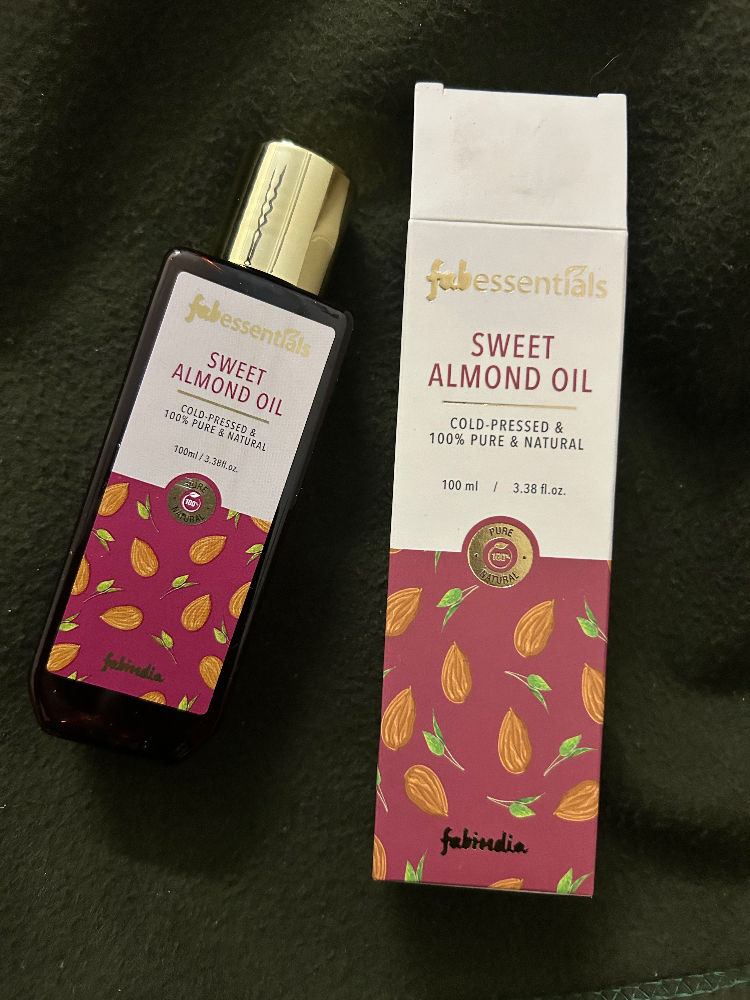 fabessentials
SWEET
ALMOND OIL
COLD-PRESSED &
100% PURE & NATURAL
100ml / 3.38fl.oz.
PURE
100%
NATURAL
fabindia
fabessentials
SWEET
ALMOND OIL
COLD-PRESSED &
100% PURE & NATURAL
100 ml / 3.38 fl.oz.
PURE
100%
NATURAL
fabindia